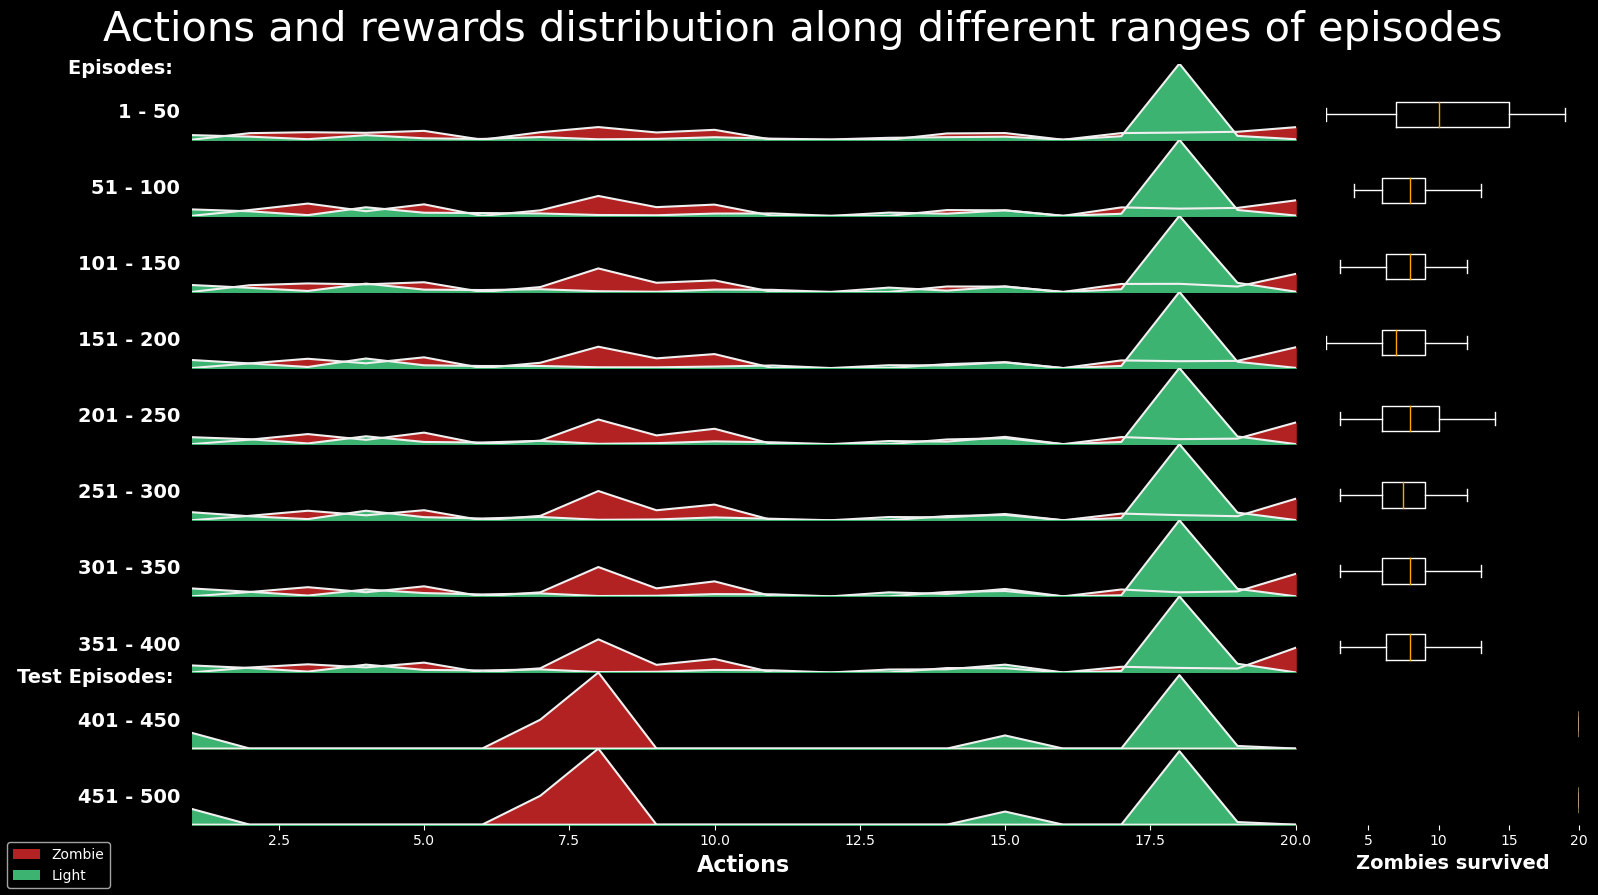 Actions and rewards distribution along different ranges of episodes
Episodes:
1 - 50
51 - 100
101 - 150
151 - 200
201 - 250
251 - 300
301 - 350
351 - 400
Test Episodes:
401 - 450
451 - 500
2.5 5.0 7.5 10.0 12.5 15.0 17.5 20.0
Actions
5 10 15 20
Zombies survived
Zombie
Light